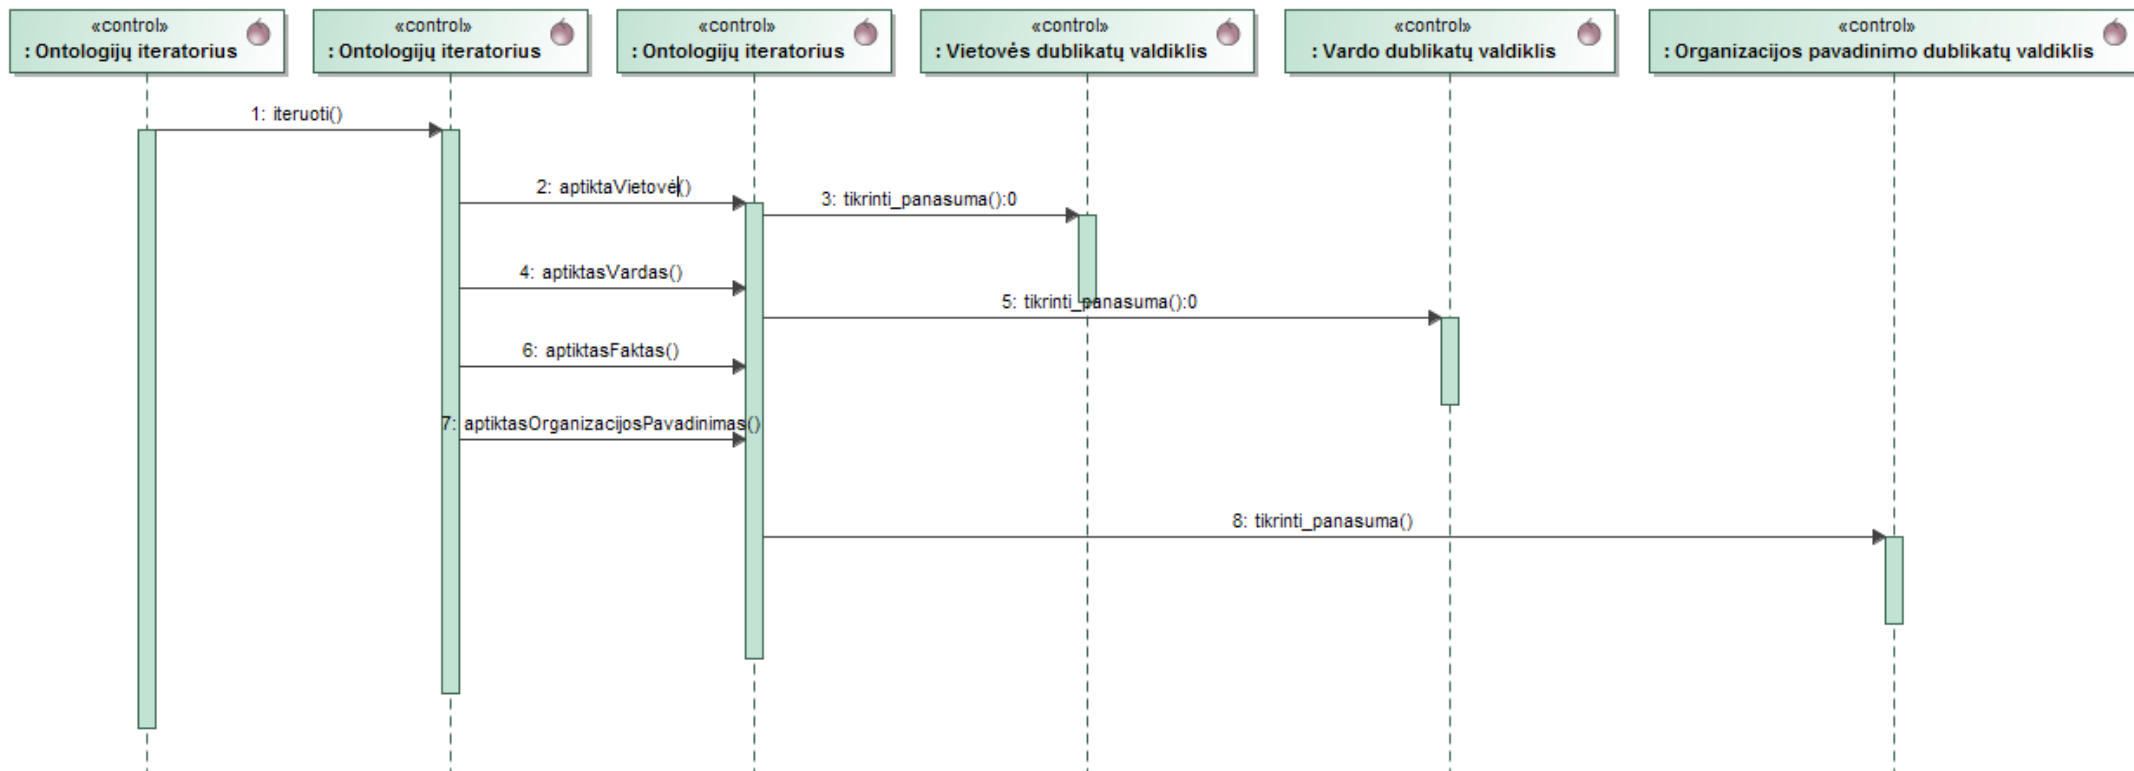 «control»
: Ontologijų iteratorius
«control»
: Ontologijų iteratorius
«control»
: Ontologijų iteratorius
«control»
: Vietovės dublikatų valdiklis
«control»
: Vardo dublikatų valdiklis
«control»
: Organizacijos pavadinimo dublikatų valdiklis
1: iteruoti()
2: aptiktaVietovė()
3: tikrinti_panasuma():0
4: aptiktasVardas()
5: tikrinti_panasuma():0
6: aptiktasFaktas()
7: aptiktasOrganizacijosPavadinimas()
8: tikrinti_panasuma()